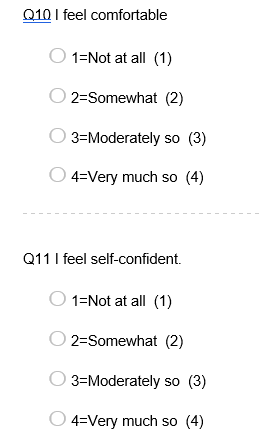 Q10 I feel comfortable
1=Not at all (1)
2=Somewhat (2)
3=Moderately so (3)
4=Very much so (4)
Q11 I feel self-confident.
1=Not at all (1)
2=Somewhat (2)
3=Moderately so (3)
4=Very much so (4)